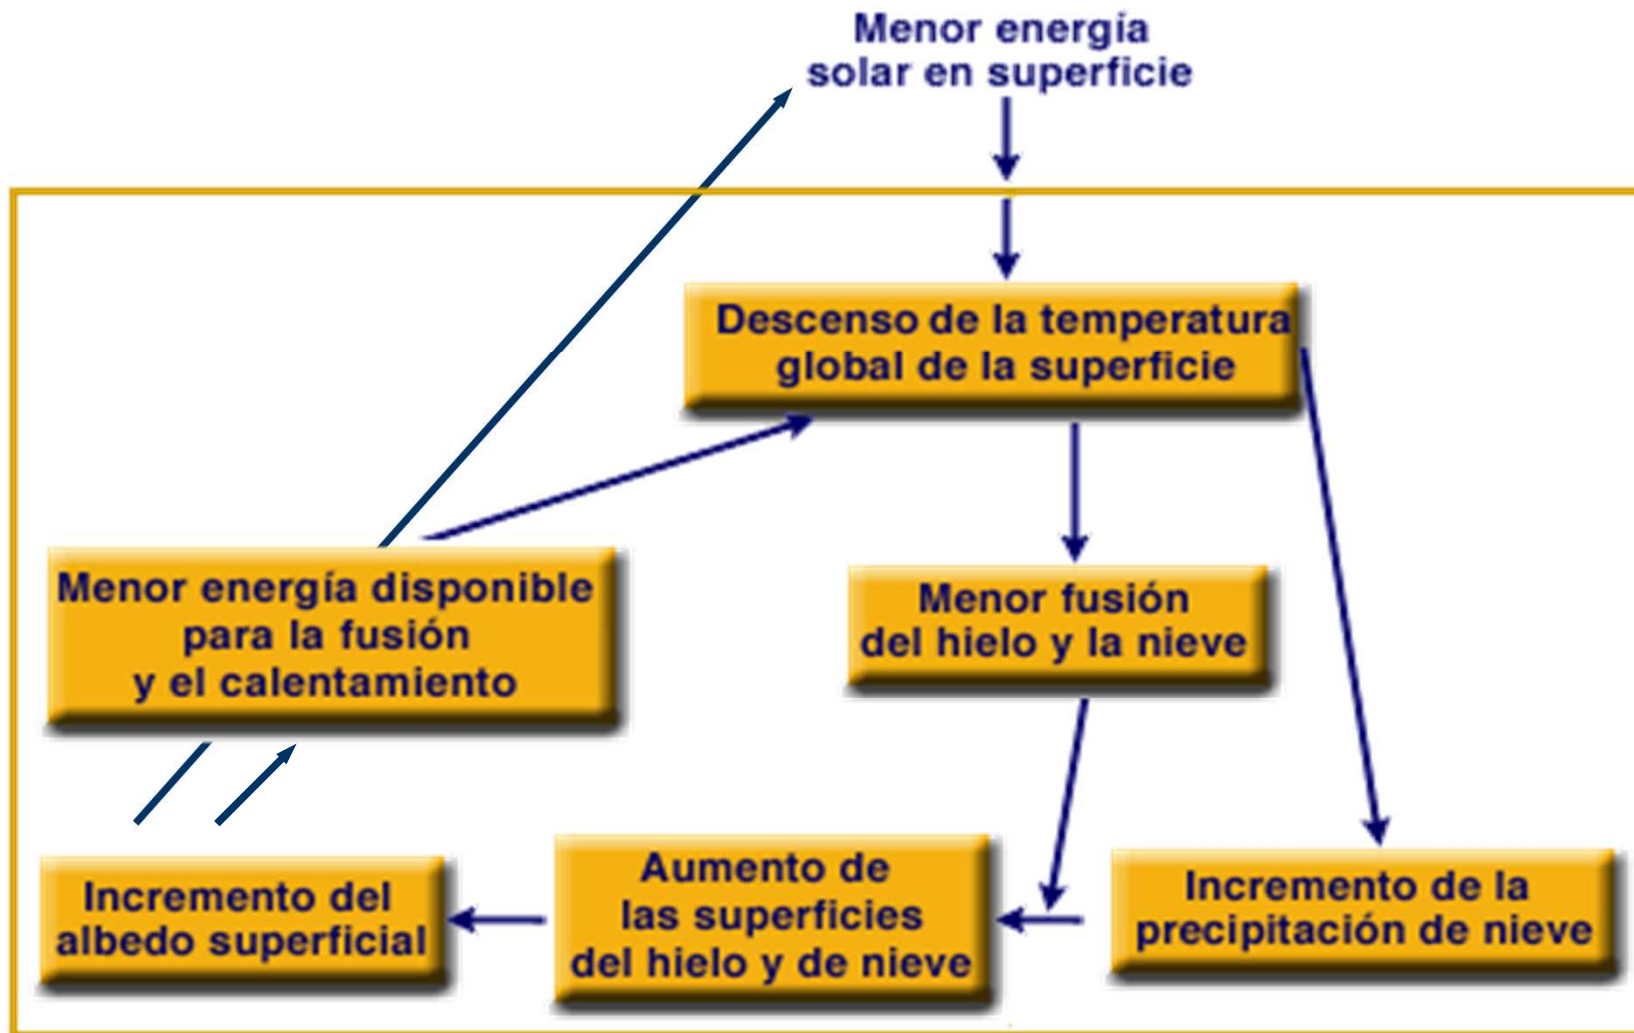 Menor energía
solar en superficie
Descenso de la temperatura
global de la superficie
Menor energía disponible
para la fusión
y el calentamiento
Menor fusión
del hielo y la nieve
Incremento del
albedo superficial
Aumento de
las superficies
del hielo y de nieve
Incremento de la
precipitación de nieve